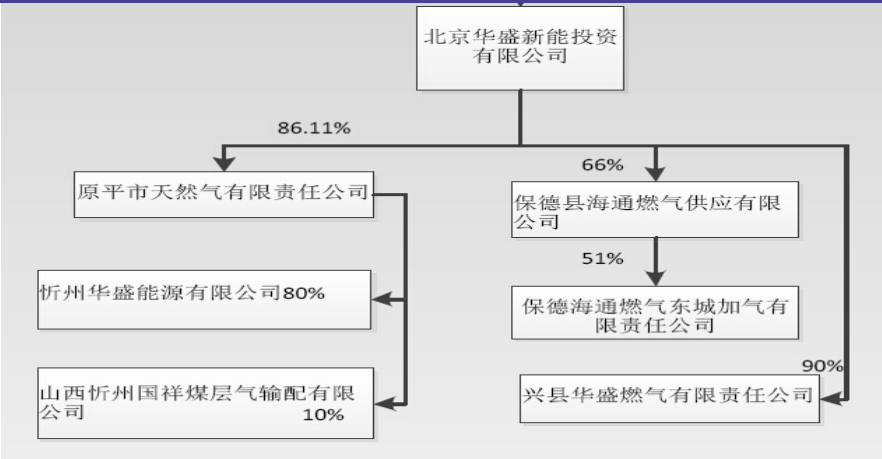 北京华盛新能投资
有限公司
86.11%
66%
原平市天然气有限责任公司
保德县海通燃气供应有限
公司
51%
忻州华盛能源有限公司80%
保德海通燃气东城加气有
限责任公司
90%
山西忻州国祥煤层气输配有限
公司 10%
兴县华盛燃气有限责任公司